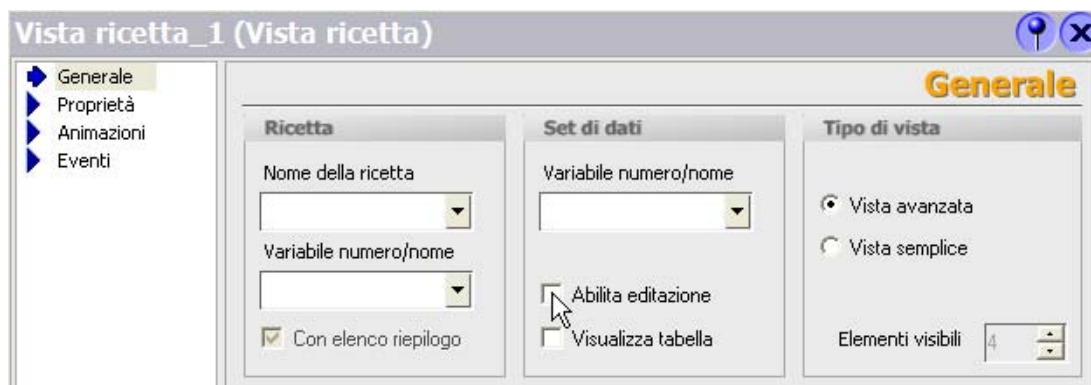 Vista ricetta_1 (Vista ricetta)
Generale
Proprietà
Animazioni
Eventi
Generale
Ricetta
Nome della ricetta
Variabile numero/nome
Con elenco riepilogo
Set di dati
Variabile numero/nome
Abilita editazione
Visualizza tabella
Tipo di vista
Vista avanzata
Vista semplice
Elementi visibili 4